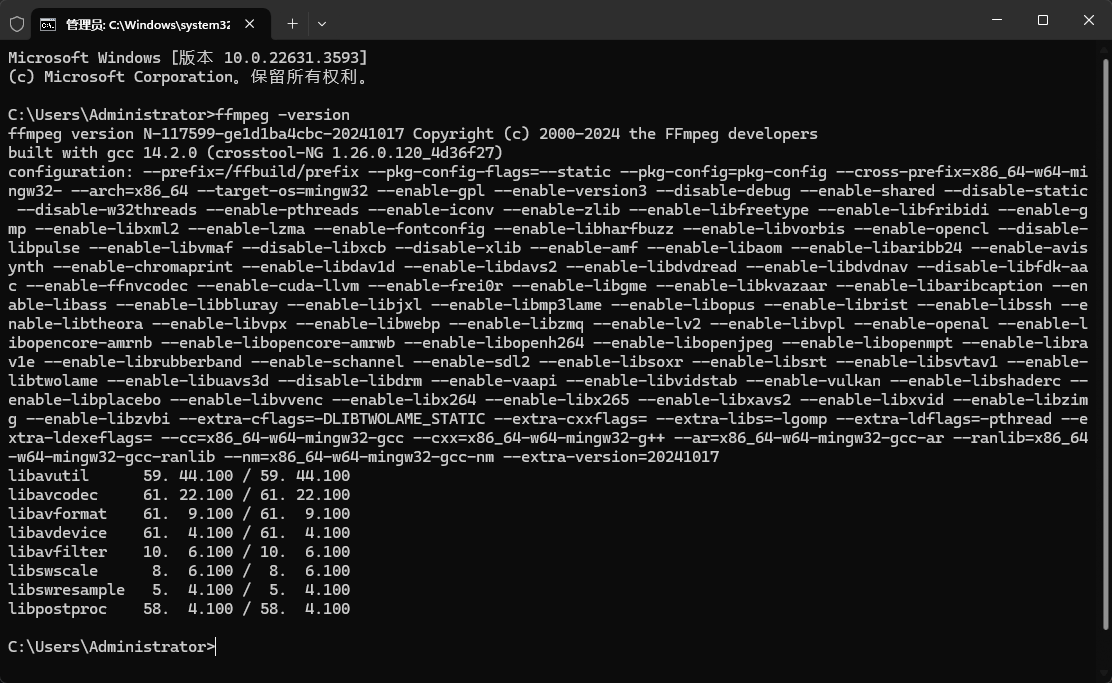 管理员: C:\Windows\system32
Microsoft Windows [版本 10.0.22631.3593]
(c) Microsoft Corporation。保留所有权利。
C:\Users\Administrator>ffmpeg -version
ffmpeg version N-117599-ge1d1ba4cbc-20241017 Copyright (c) 2000-2024 the FFmpeg developers
built with gcc 14.2.0 (crosstool-NG 1.26.0.120_4d36f27)
configuration: --prefix=/ffbuild/prefix --pkg-config-flags=--static --pkg-config=pkg-config --cross-prefix=x86_64-w64-mi
ngw32- --arch=x86_64 --target-os=mingw32 --enable-gpl --enable-version3 --disable-debug --enable-shared --disable-static
--disable-w32threads --enable-pthreads --enable-iconv --enable-zlib --enable-libfreetype --enable-libfribidi --enable-g
mp --enable-libxml2 --enable-lzma --enable-fontconfig --enable-libharfbuzz --enable-libvorbis --enable-opencl --disable-
libpulse --enable-libvmaf --disable-libxcb --disable-xlib --enable-amf --enable-libaom --enable-libaribb24 --enable-avis
ynth --enable-chromaprint --enable-libdav1d --enable-libdavs2 --enable-libdvdread --enable-libdvdnav --disable-libfdk-aa
c --enable-ffnvcodec --enable-cuda-llvm --enable-frei0r --enable-libgme --enable-libkvazaar --enable-libaribcaption --en
able-libass --enable-libbluray --enable-libjxl --enable-libmp3lame --enable-libopus --enable-librist --enable-libssh --e
nable-libtheora --enable-libvpx --enable-libwebp --enable-libzmq --enable-lv2 --enable-libvpl --enable-openal --enable-l
ibopencore-amrnb --enable-libopencore-amrwb --enable-libopenh264 --enable-libopenjpeg --enable-libopenmpt --enable-libra
v1e --enable-librubberband --enable-schannel --enable-sdl2 --enable-libsoxr --enable-libsrt --enable-libsvtav1 --enable-
libtwolame --enable-libuavs3d --disable-libdrm --enable-vaapi --enable-libvidstab --enable-vulkan --enable-libshaderc --
enable-libplacebo --enable-libvvenc --enable-libx264 --enable-libx265 --enable-libxavs2 --enable-libxvid --enable-libzim
g --enable-libzvbi --extra-cflags=-DLIBTWOLAME_STATIC --extra-cxxflags= --extra-libs=-lgomp --extra-ldflags=-pthread --e
xtra-ldexeflags= --cc=x86_64-w64-mingw32-gcc --cxx=x86_64-w64-mingw32-g++ --ar=x86_64-w64-mingw32-gcc-ar --ranlib=x86_64
-w64-mingw32-gcc-ranlib --nm=x86_64-w64-mingw32-gcc-nm --extra-version=20241017
libavutil      59. 44.100 / 59. 44.100
libavcodec     61. 22.100 / 61. 22.100
libavformat    61.  9.100 / 61.  9.100
libavdevice    61.  4.100 / 61.  4.100
libavfilter    10.  6.100 / 10.  6.100
libswscale      8.  6.100 /  8.  6.100
libswresample   5.  4.100 /  5.  4.100
libpostproc    58.  4.100 / 58.  4.100
C:\Users\Administrator>